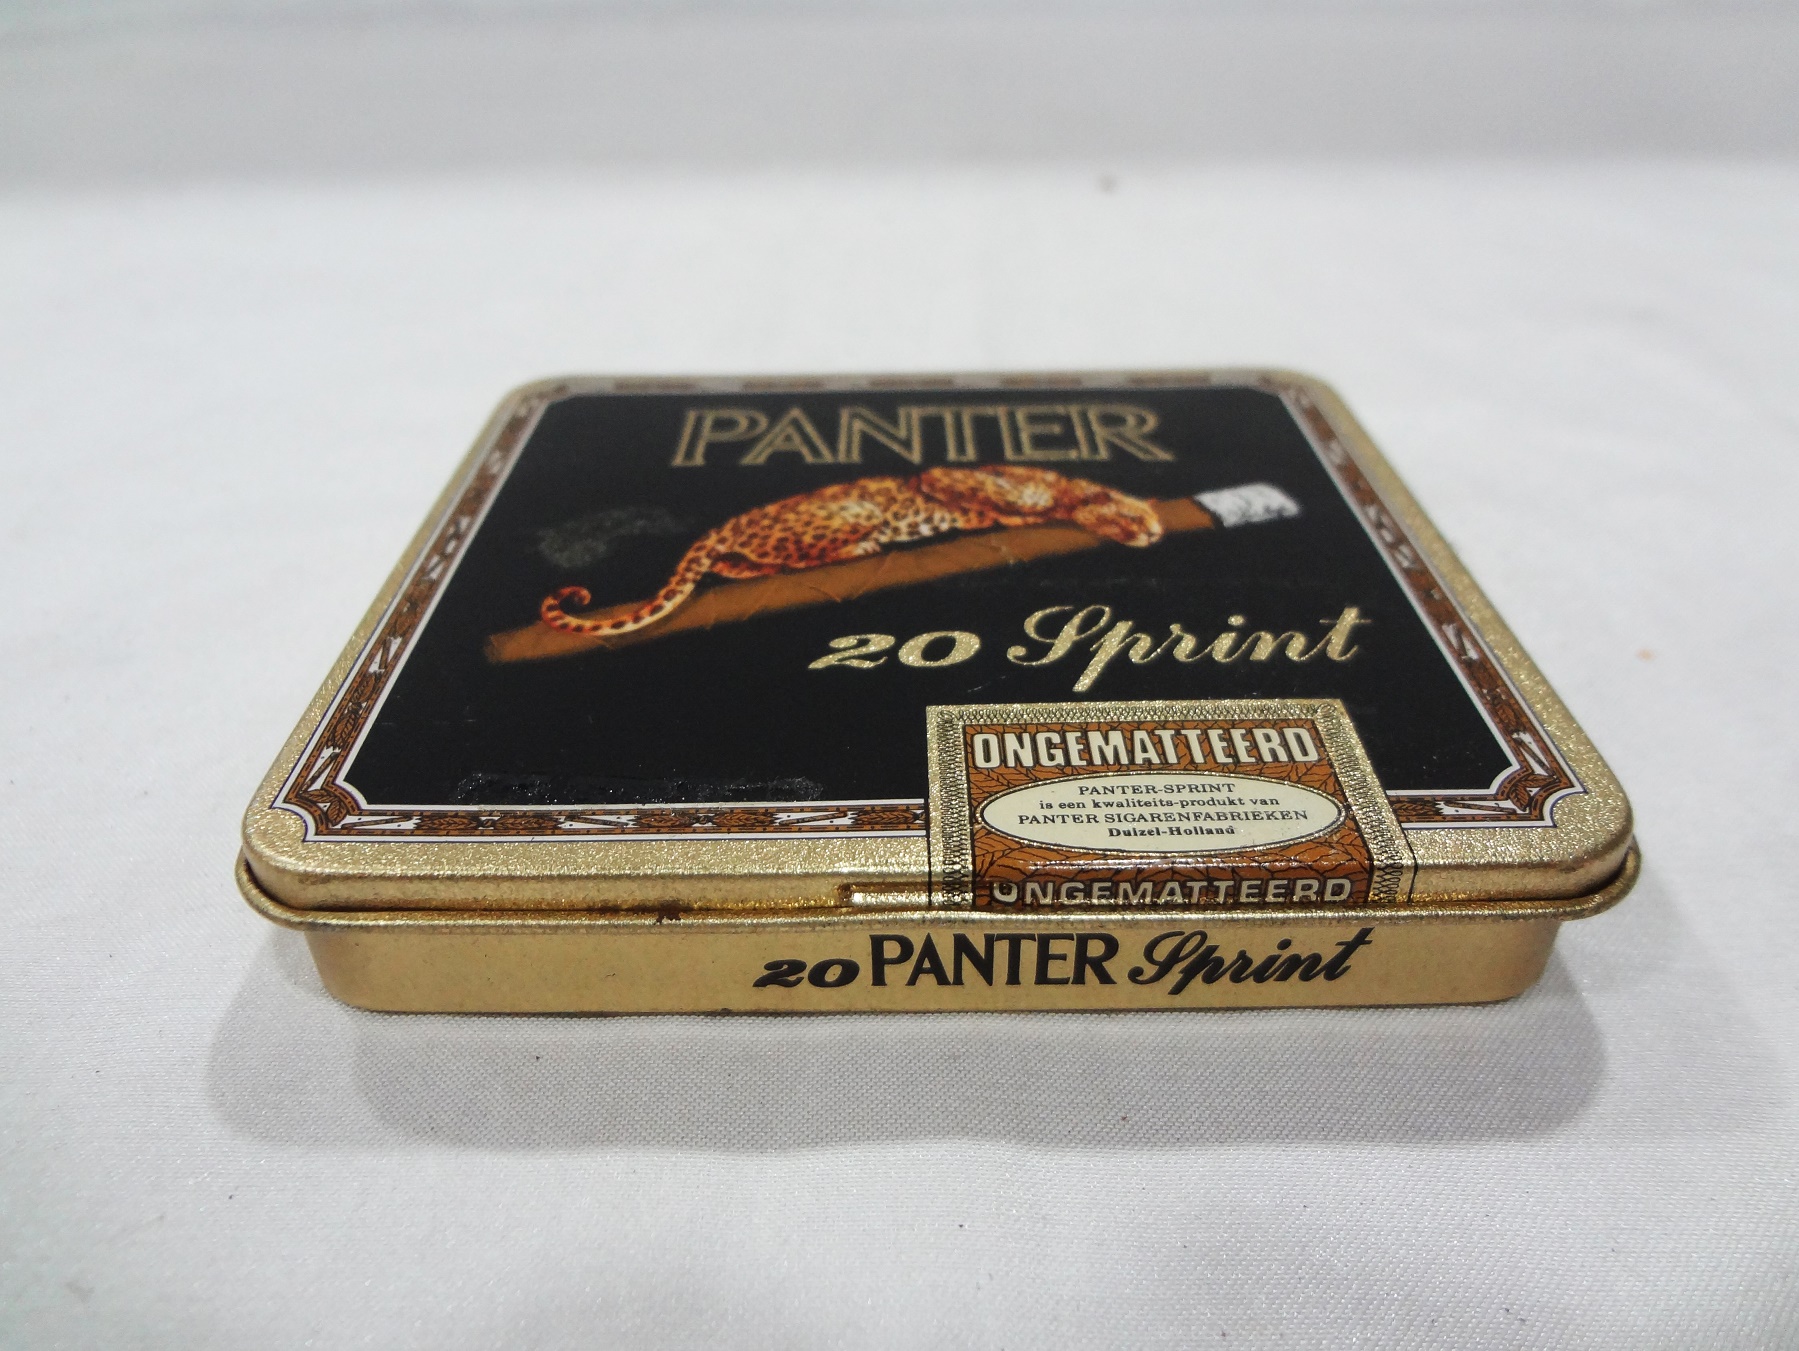 PANTER
20 Sprint
ONGEMATTEERD
PANTER-SPRINT
is een kwaliteits-produkt van
PANTER SIGARENFABRIEKEN
Duizel-Holland
ONGEMATTEERD
20 PANTER Sprint